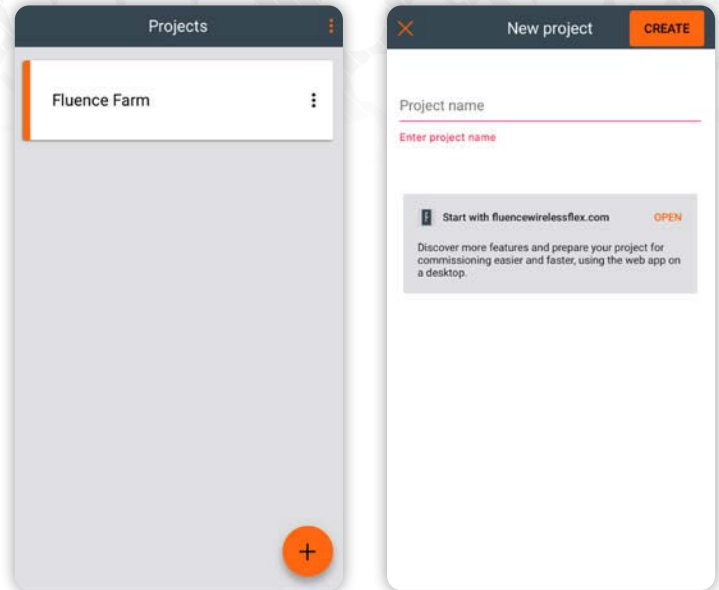 Projects
Fluence Farm
New project
CREATE
Project name
Enter project name
Start with fluencewirelessflex.com
OPEN
Discover more features and prepare your project for
commissioning easier and faster, using the web app on
a desktop.